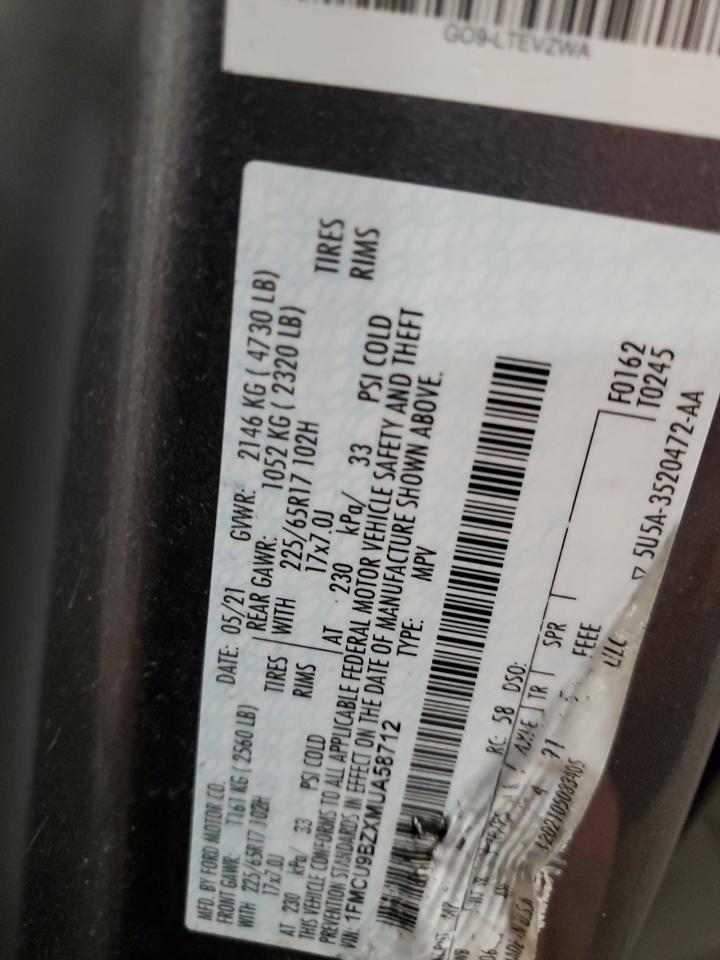 GO9-LTEVZWA
MFD. BY FORD MOTOR CO.
DATE: 05/21 GVWR: 2146 KG ( 4730 LB)
FRONT GAWR: 1161 KG ( 2560 LB) REAR GAWR: 1052 KG ( 2320 LB)
WITH 225/65R17 102H TIRES WITH 225/65R17 102H TIRES
17x7.0J RIMS 17x7.0J RIMS
AT 230 kPa/ 33 PSI COLD AT 230 kPa/ 33 PSI COLD
THIS VEHICLE CONFORMS TO ALL APPLICABLE FEDERAL MOTOR VEHICLE SAFETY AND THEFT
PREVENTION STANDARDS IN EFFECT ON THE DATE OF MANUFACTURE SHOWN ABOVE.
VIN: 1FMCU9BZXMUA58712 TYPE: MPV
RC: 58 DSO:
F0162
AXLE TR SPR T0245
4 31 FEEE
▽ 5U5A-3520472-AA